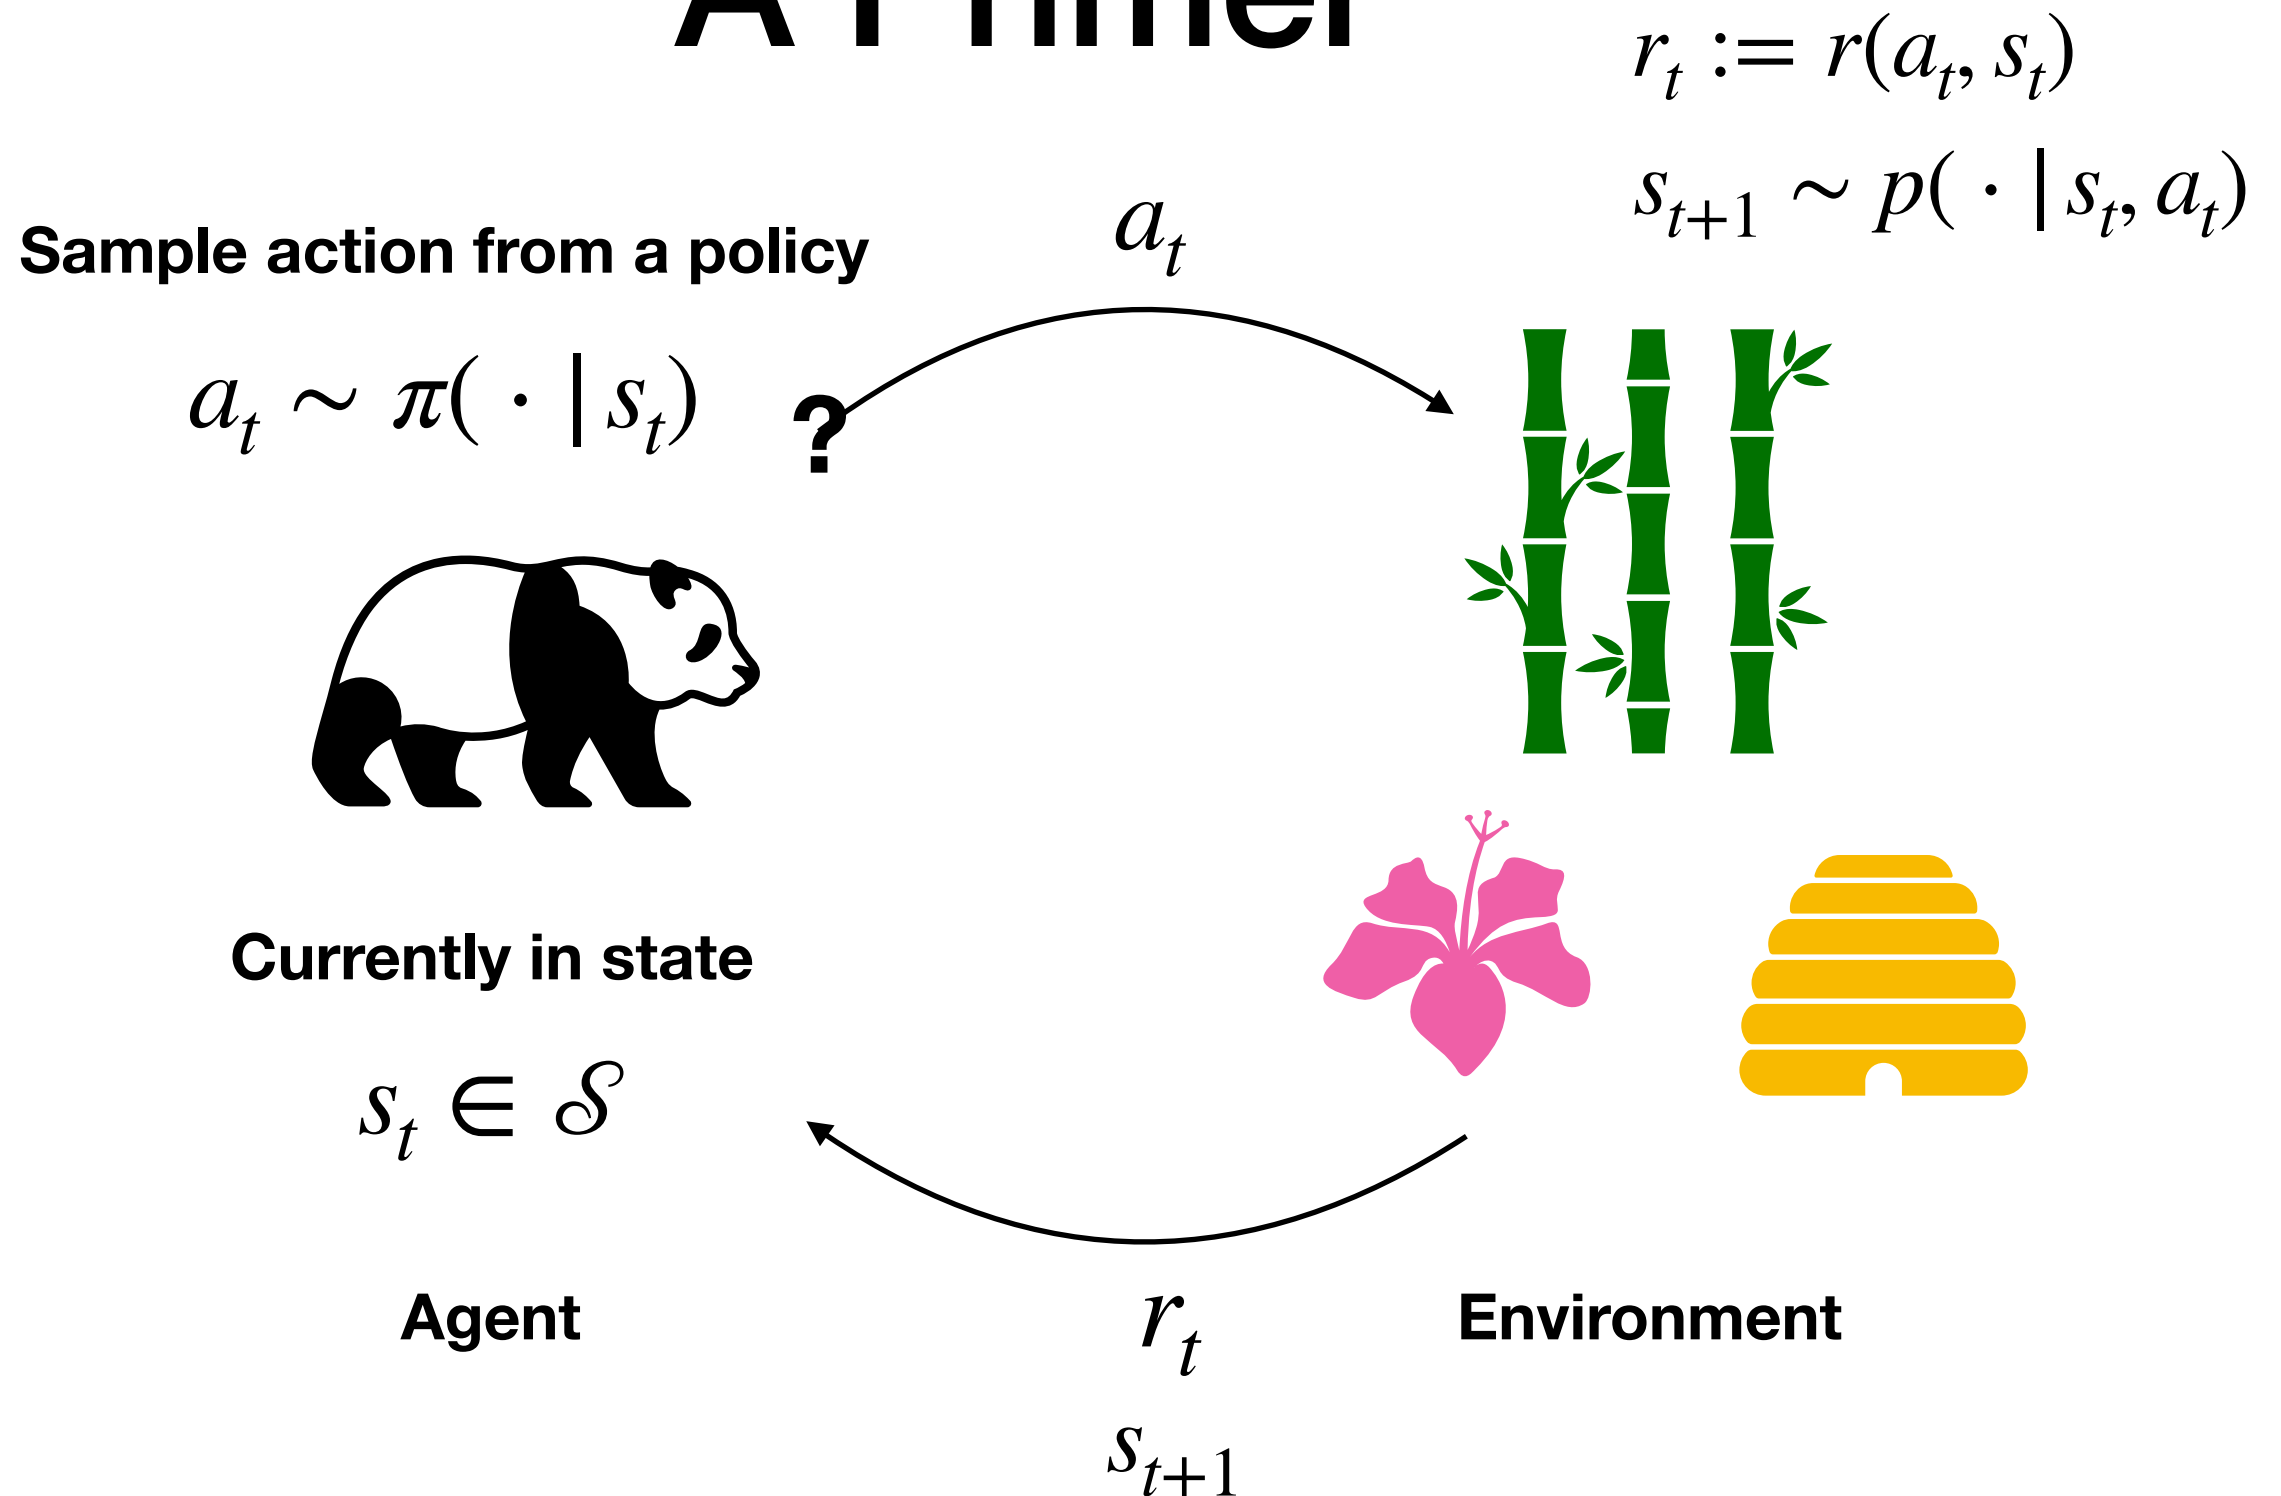 A Primer
r_t := r(a_t, s_t)
s_{t+1} ∼ p( · | s_t, a_t)
a_t
Sample action from a policy
a_t ∼ π( · | s_t)
?
Currently in state
s_t ∈ 𝒮
Agent
r_t
s_{t+1}
Environment